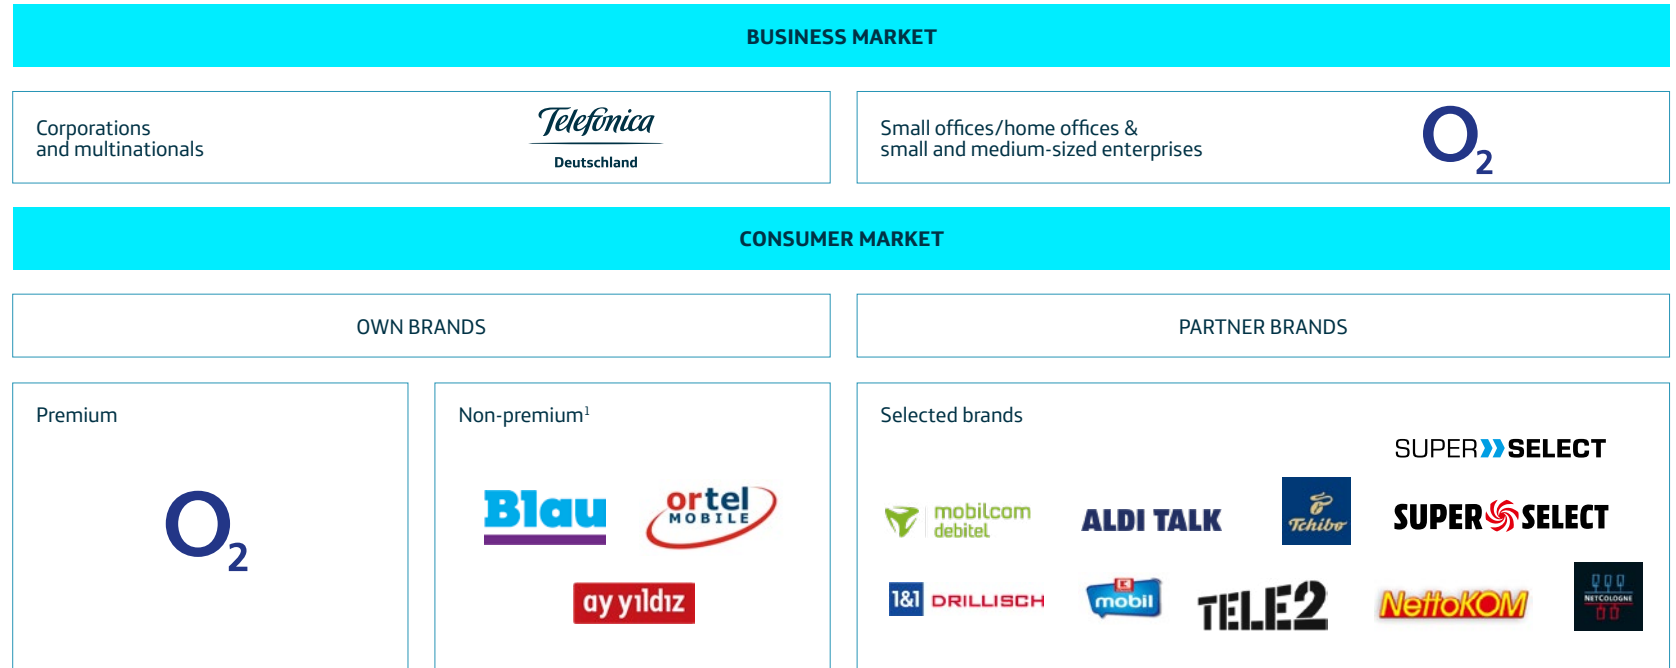 BUSINESS MARKET
Corporations
and multinationals
Telefónica
Deutschland
Small offices/home offices &
small and medium-sized enterprises
O2
CONSUMER MARKET
OWN BRANDS
PARTNER BRANDS
Premium
O2
Non-premium¹
Blau
ortel
MOBILE
ay yıldız
Selected brands
SUPER SELECT
mobilcom
debitel
ALDI TALK
Tchibo
SUPER SELECT
1&1 DRILLISCH
K
mobil
TELE2
NettoKOM
NETCOLOGNE